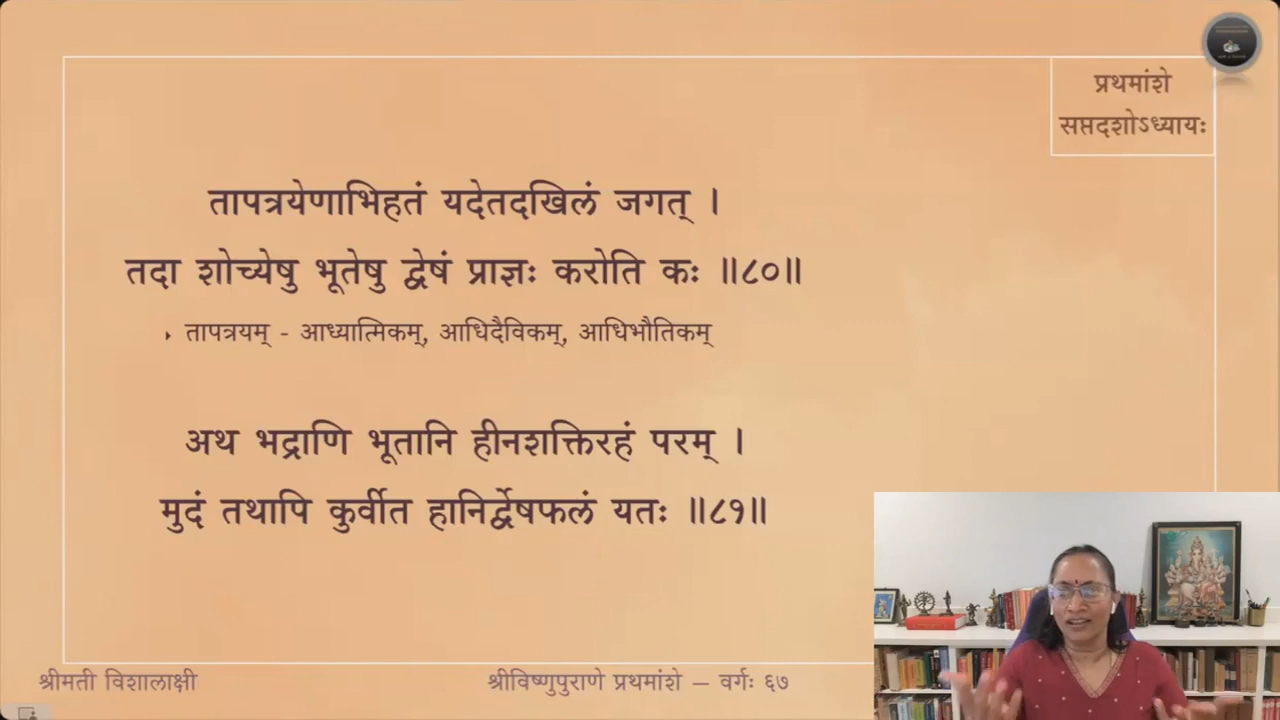 प्रथमांशे
सप्तदशोऽध्यायः
तापत्रयेणाभिहतं यदेतदखिलं जगत् ।
तदा शोच्येषु भूतेषु द्वेषं प्राज्ञः करोति कः ॥८०॥
तापत्रयम् - आध्यात्मिकम्, आधिदैविकम्, आधिभौतिकम्
अथ भद्राणि भूतानि हीनशक्तिरहं परम् ।
मुदं तथापि कुर्वीत हानिर्द्वेषफलं यतः ॥८१॥
श्रीमती विशालाक्षी
श्रीविष्णुपुराणे प्रथमांशे – वर्गः ६७